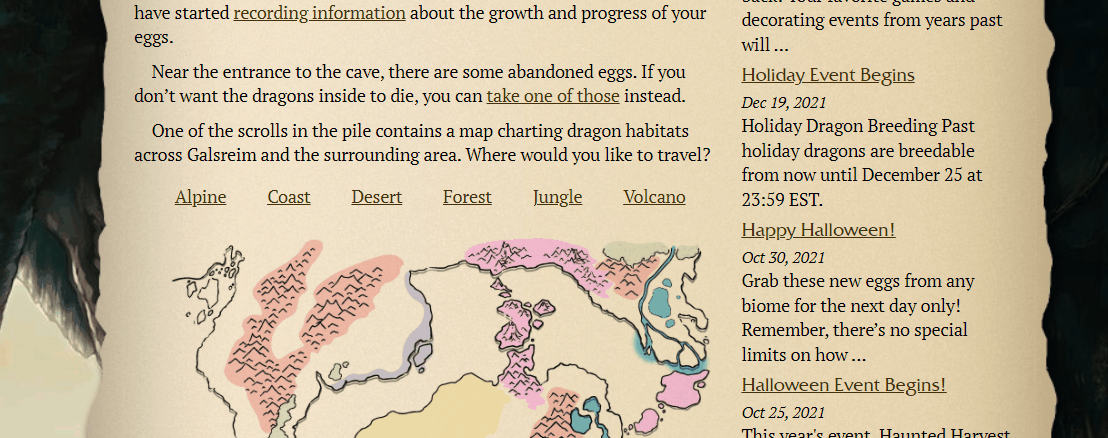 have started recording information about the growth and progress of your
eggs.
Near the entrance to the cave, there are some abandoned eggs. If you
don’t want the dragons inside to die, you can take one of those instead.
One of the scrolls in the pile contains a map charting dragon habitats
across Galsreim and the surrounding area. Where would you like to travel?
Alpine Coast Desert Forest Jungle Volcano
decorating events from years past
will ...
Holiday Event Begins
Dec 19, 2021
Holiday Dragon Breeding Past
holiday dragons are breedable
from now until December 25 at
23:59 EST.
Happy Halloween!
Oct 30, 2021
Grab these new eggs from any
biome for the next day only!
Remember, there’s no special
limits on how ...
Halloween Event Begins!
Oct 25, 2021
This year's event, Haunted Harvest